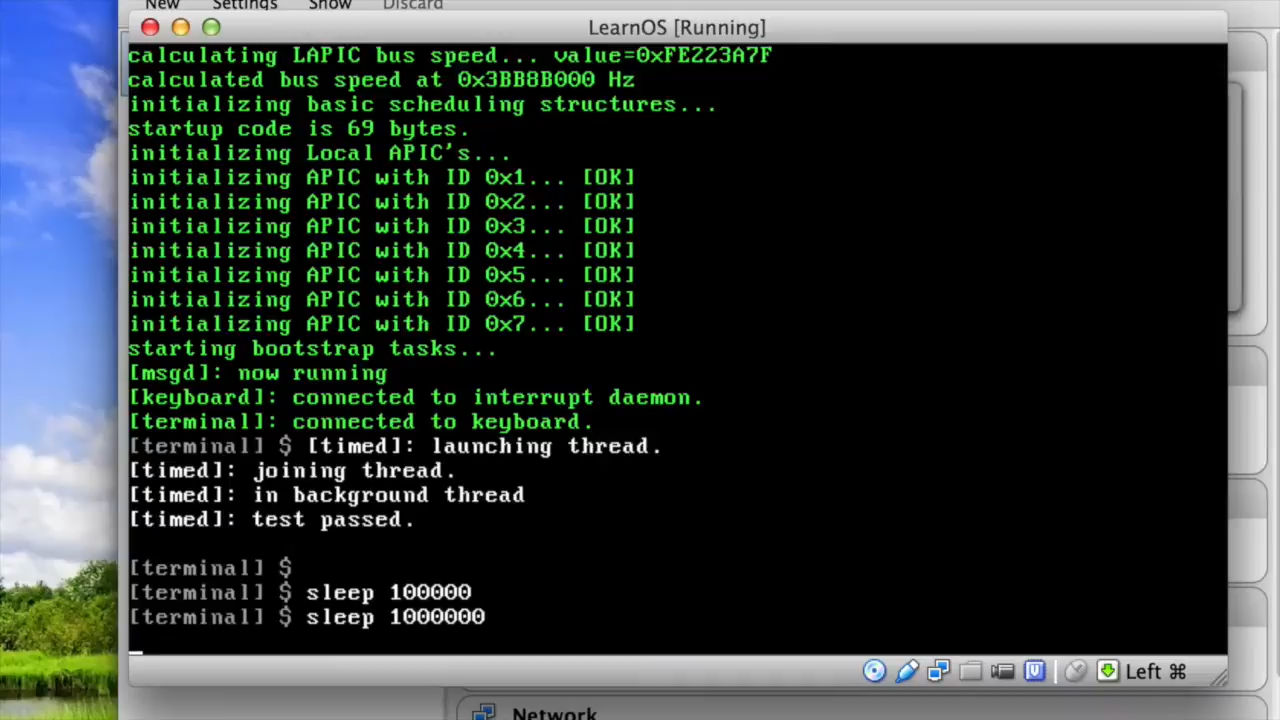 New Settings Show Discard
LearnOS [Running]
calculating LAPIC bus speed... value=0xFE223A7F
calculated bus speed at 0x3BB8B000 Hz
initializing basic scheduling structures...
startup code is 69 bytes.
initializing Local APIC's...
initializing APIC with ID 0x1... [OK]
initializing APIC with ID 0x2... [OK]
initializing APIC with ID 0x3... [OK]
initializing APIC with ID 0x4... [OK]
initializing APIC with ID 0x5... [OK]
initializing APIC with ID 0x6... [OK]
initializing APIC with ID 0x7... [OK]
starting bootstrap tasks...
[msgd]: now running
[keyboard]: connected to interrupt daemon.
[terminal]: connected to keyboard.
[terminal] $ [timed]: launching thread.
[timed]: joining thread.
[timed]: in background thread
[timed]: test passed.
[terminal] $
[terminal] $ sleep 100000
[terminal] $ sleep 1000000
Left ⌘
Network